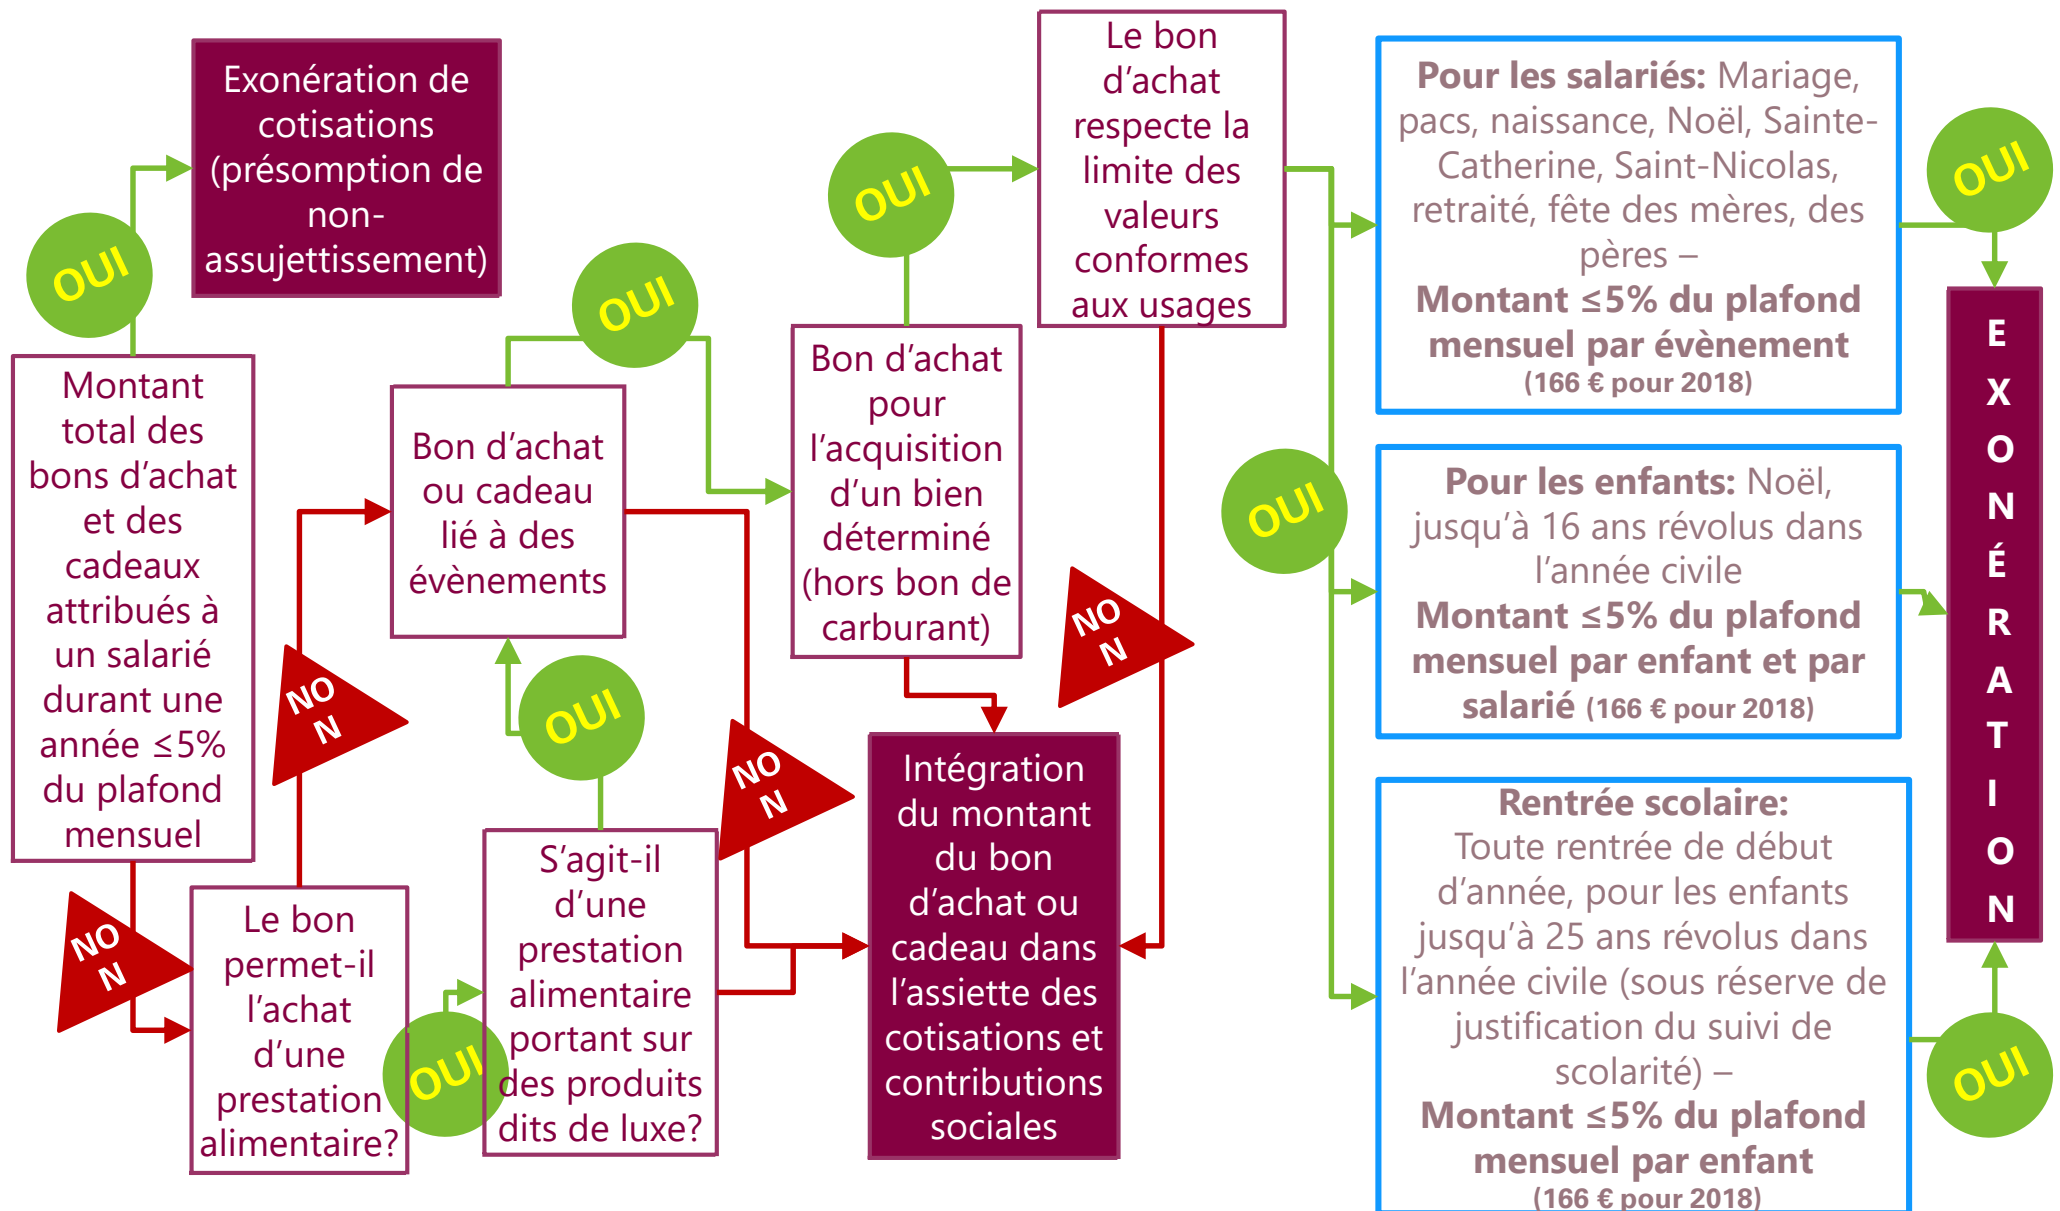 Exonération de
cotisations
(présomption de
non-
assujettissement)
OUI
Montant
total des
bons d’achat
et des
cadeaux
attribués à
un salarié
durant une
année ≤5%
du plafond
mensuel
NO
N
Le bon
permet-il
l’achat
d’une
prestation
alimentaire?
NO
N
OUI
S’agit-il
d’une
prestation
alimentaire
portant sur
des produits
dits de luxe?
OUI
NO
N
Bon d’achat
ou cadeau
lié à des
évènements
OUI
Bon d’achat
pour
l’acquisition
d’un bien
déterminé
(hors bon de
carburant)
OUI
Le bon
d’achat
respecte la
limite des
valeurs
conformes
aux usages
NO
N
Intégration
du montant
du bon
d’achat ou
cadeau dans
l’assiette des
cotisations et
contributions
sociales
OUI
Pour les salariés: Mariage,
pacs, naissance, Noël, Sainte-
Catherine, Saint-Nicolas,
retraité, fête des mères, des
pères –
Montant ≤5% du plafond
mensuel par évènement
(166 € pour 2018)
Pour les enfants: Noël,
jusqu’à 16 ans révolus dans
l’année civile
Montant ≤5% du plafond
mensuel par enfant et par
salarié (166 € pour 2018)
Rentrée scolaire:
Toute rentrée de début
d’année, pour les enfants
jusqu’à 25 ans révolus dans
l’année civile (sous réserve de
justification du suivi de
scolarité) –
Montant ≤5% du plafond
mensuel par enfant
(166 € pour 2018)
OUI
E
X
O
N
É
R
A
T
I
O
N
OUI